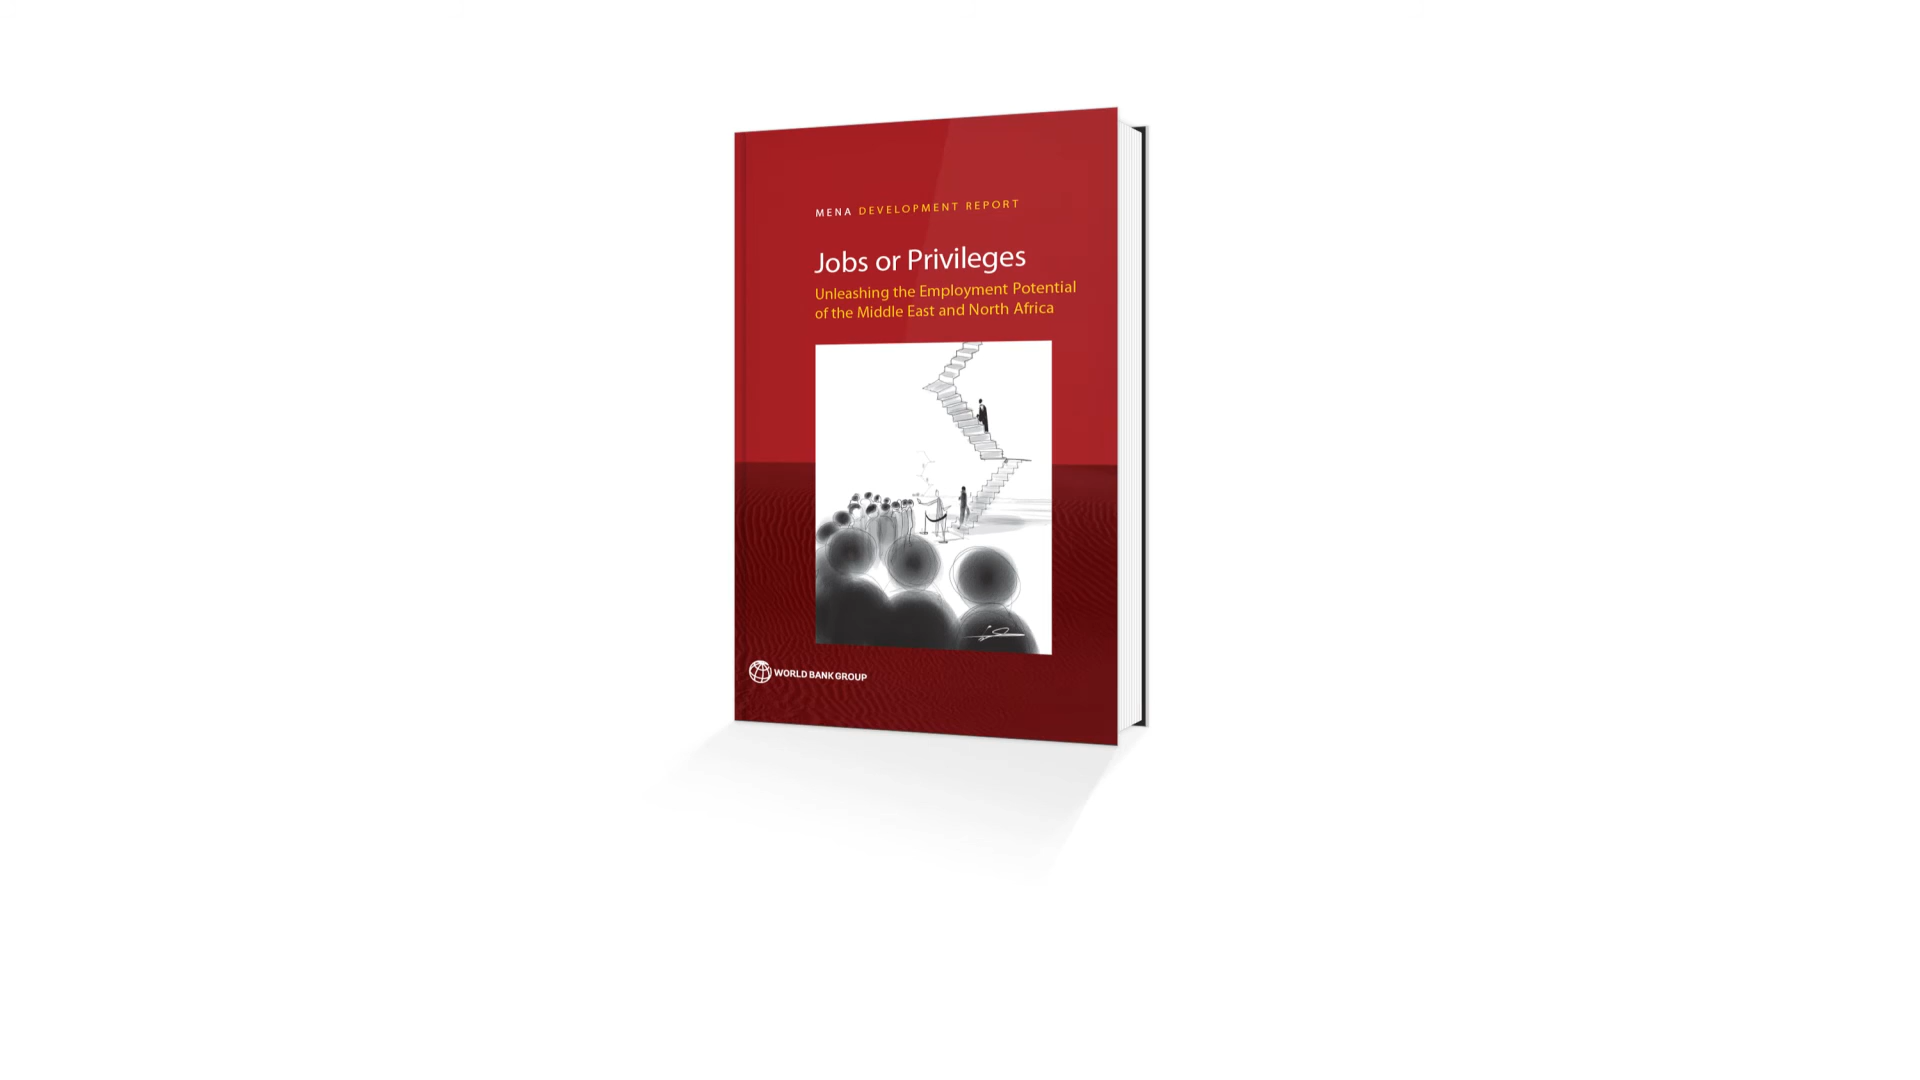 MENA DEVELOPMENT REPORT
Jobs or Privileges
Unleashing the Employment Potential
of the Middle East and North Africa
WORLD BANK GROUP